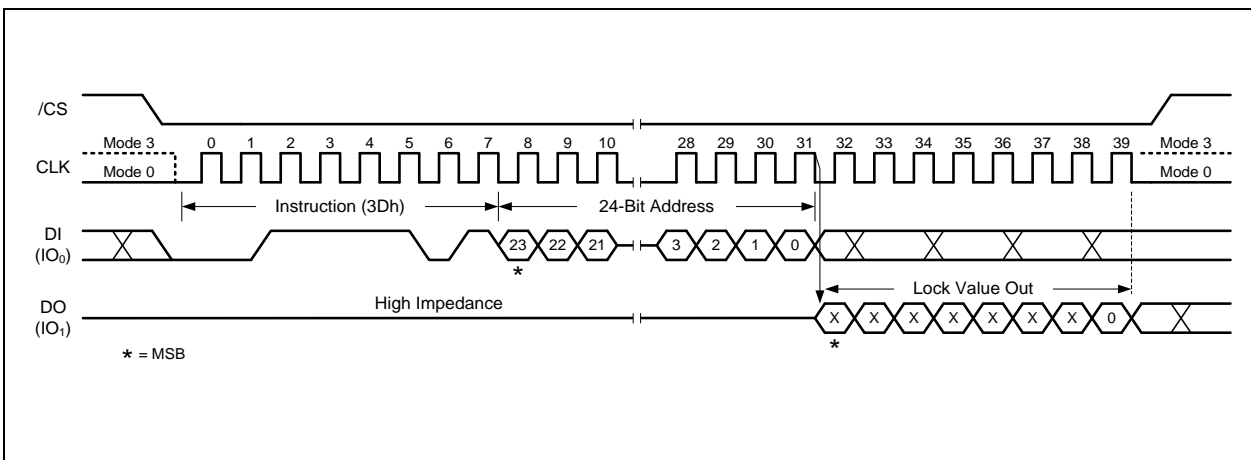 /CS
Mode 3 0 1 2 3 4 5 6 7 8 9 10 28 29 30 31 32 33 34 35 36 37 38 39 Mode 3
CLK Mode 0 Mode 0
Instruction (3Dh) 24-Bit Address
DI
(IO₀)
23 22 21 3 2 1 0
*
Lock Value Out
DO
(IO₁)
High Impedance
X X X X X X X 0
*
* = MSB